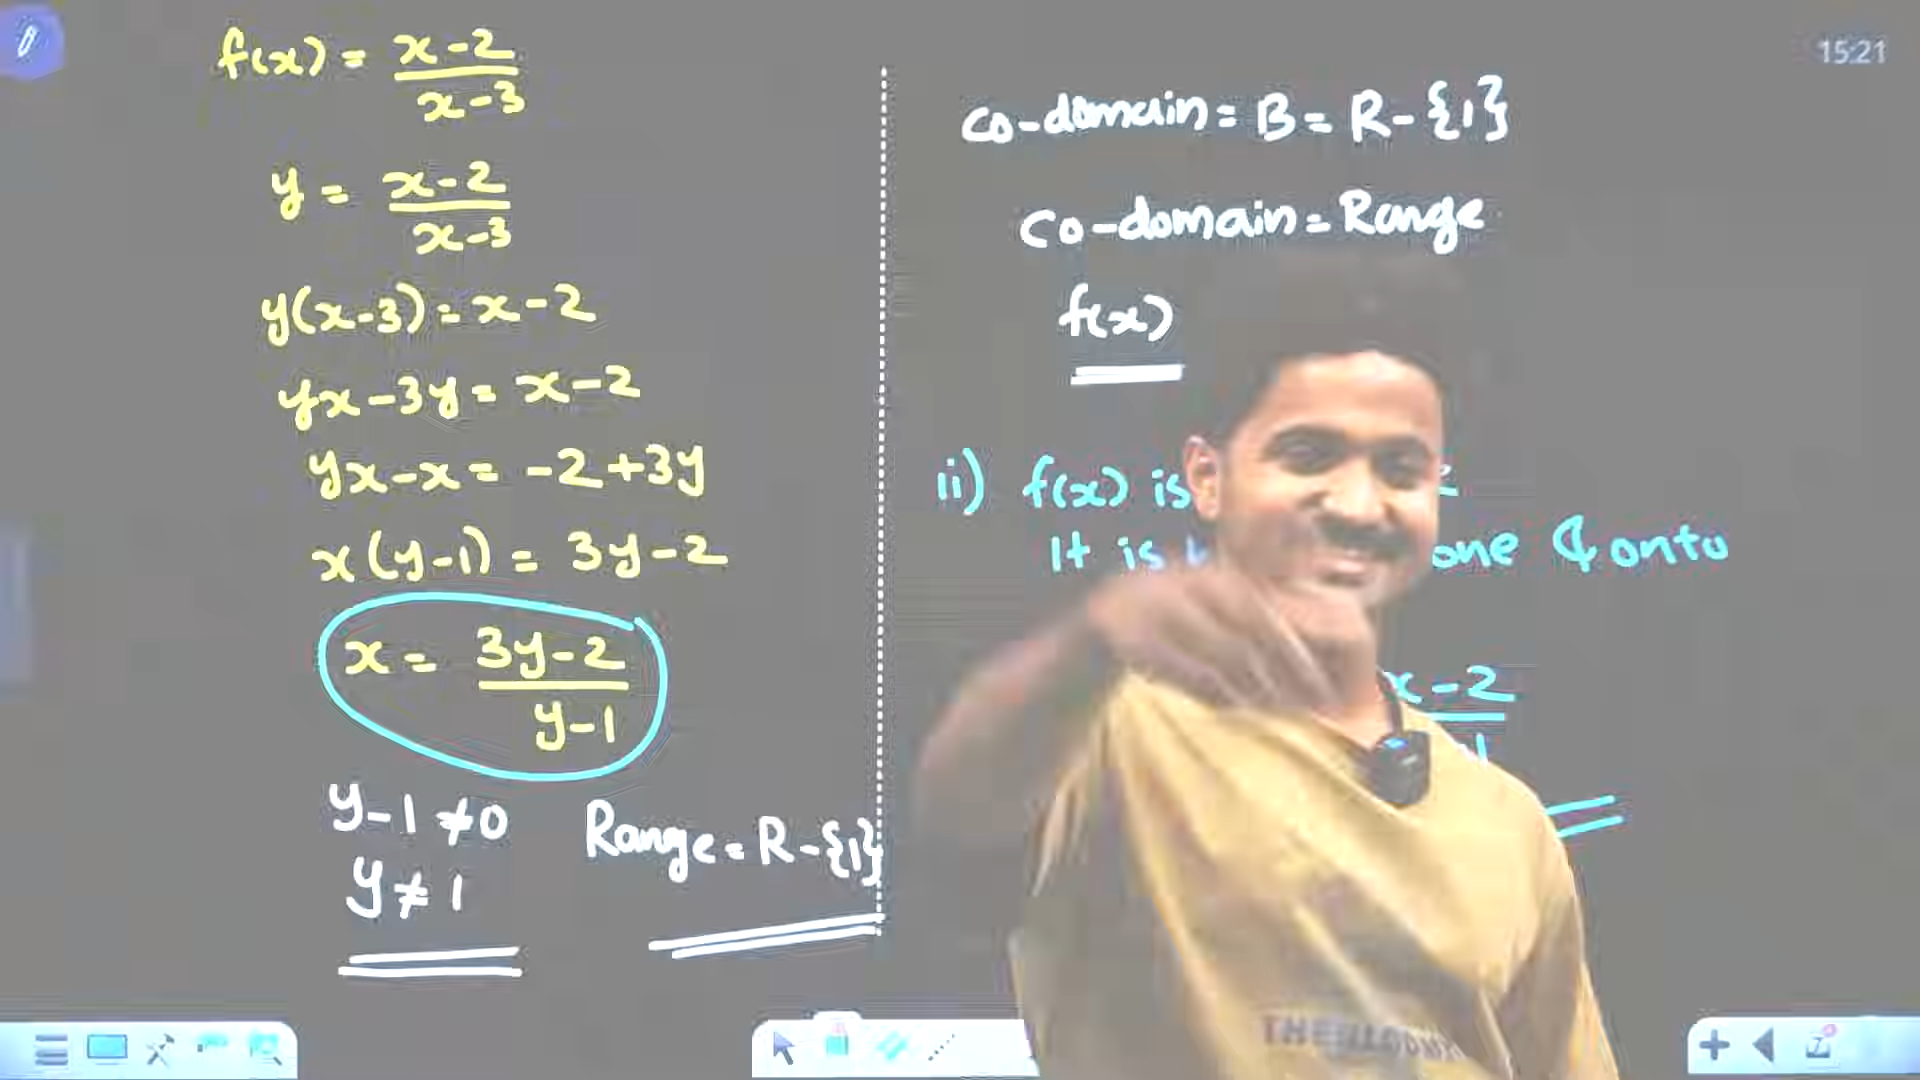 f(x) = x-2 / x-3
y = x-2 / x-3
y(x-3) = x-2
yx-3y = x-2
yx-x = -2+3y
x(y-1) = 3y-2
x = 3y-2 / y-1
y-1 ≠ 0
y ≠ 1
Range = R-{1}
15:21
co-domain = B = R-{1}
co-domain = Range
f(x)
ii) f(x) is
It is one & onto
x-2
1